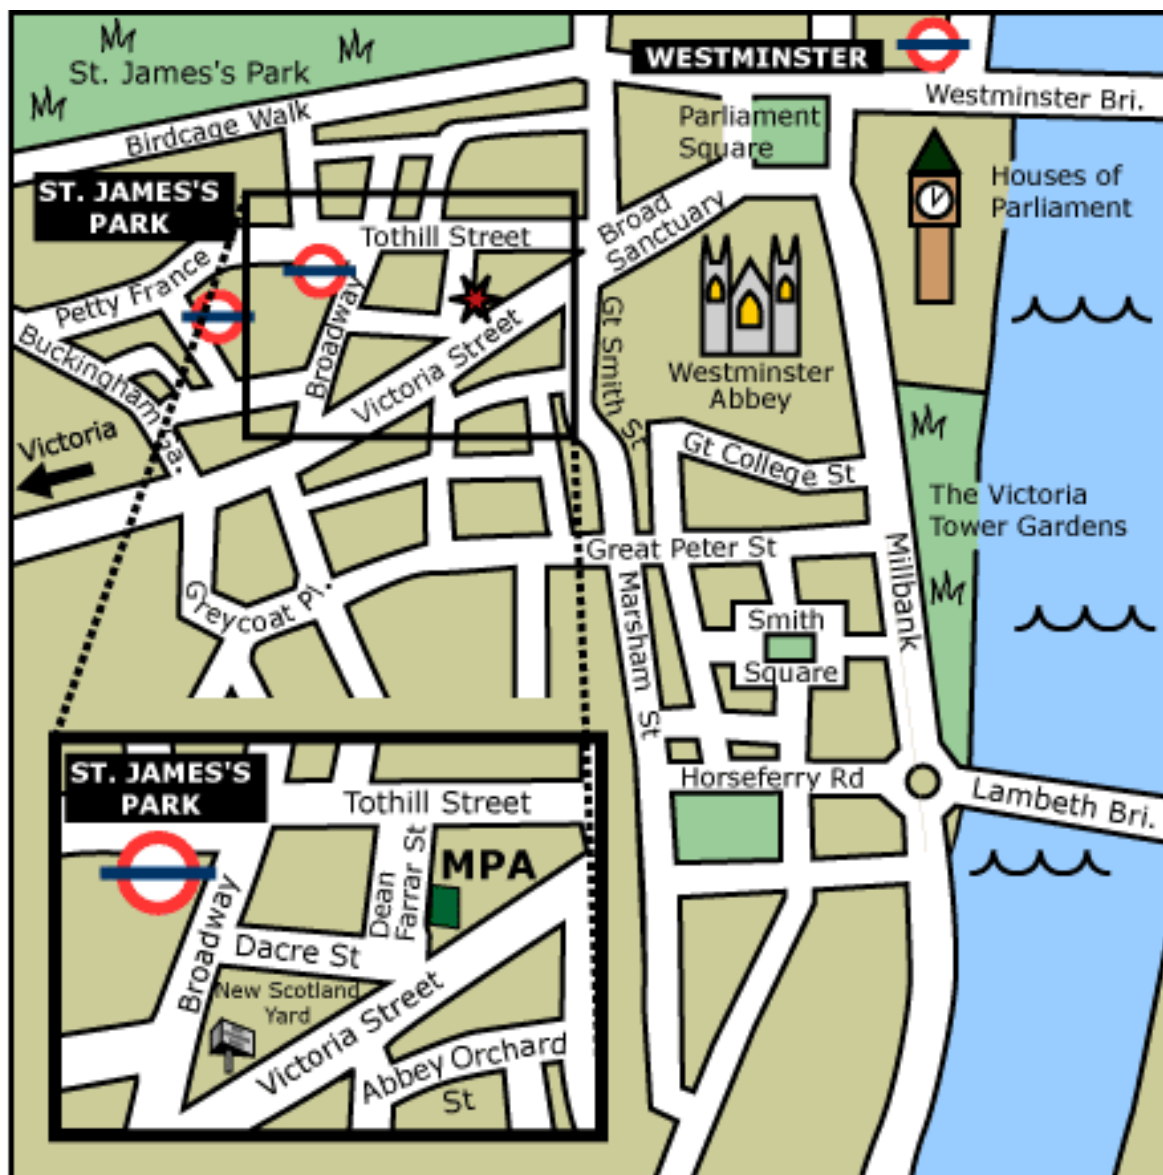 St. James's Park
WESTMINSTER
Westminster Bri.
Birdcage Walk
Parliament
Square
ST. JAMES'S
PARK
Houses of
Parliament
Broad
Sanctuary
Tothill Street
Petty France
Broadway
Victoria Street
Gt Smith St
Buckingham Ga.
Westminster
Abbey
Victoria
Gt College St
The Victoria
Tower Gardens
Great Peter St
Millbank
Greycoat Pl.
Marsham St
Smith
Square
Horseferry Rd
Lambeth Bri.
ST. JAMES'S
PARK
Tothill Street
MPA
Dean
Farrar St
Broadway
Dacre St
New Scotland
Yard
Victoria Street
Abbey Orchard
St